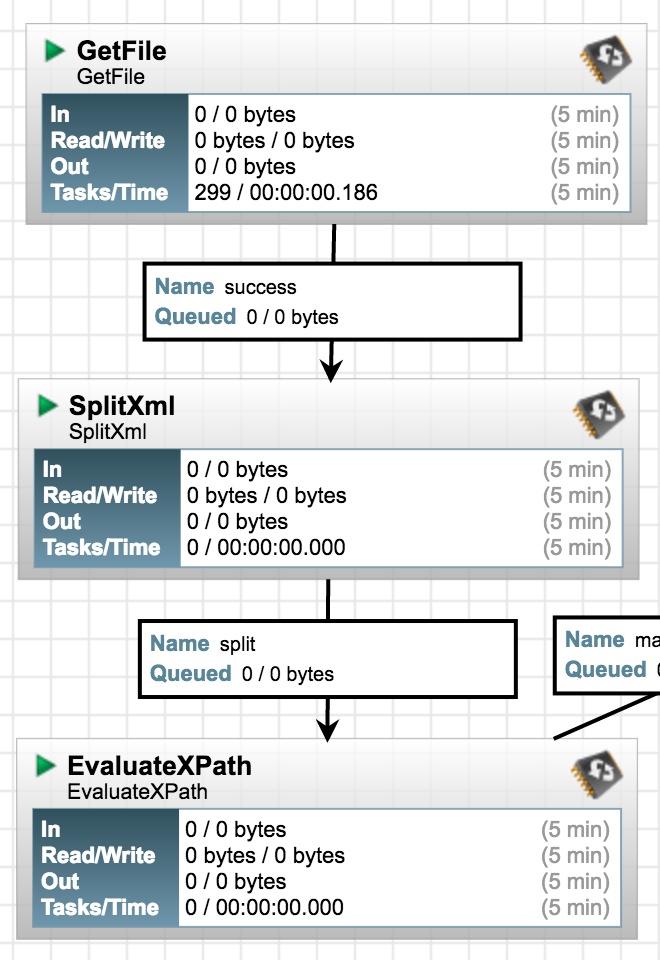 GetFile
GetFile
In 0 / 0 bytes (5 min)
Read/Write 0 bytes / 0 bytes (5 min)
Out 0 / 0 bytes (5 min)
Tasks/Time 299 / 00:00:00.186 (5 min)
Name success
Queued 0 / 0 bytes
SplitXml
SplitXml
In 0 / 0 bytes (5 min)
Read/Write 0 bytes / 0 bytes (5 min)
Out 0 / 0 bytes (5 min)
Tasks/Time 0 / 00:00:00.000 (5 min)
Name split
Queued 0 / 0 bytes
Name ma
Queued
EvaluateXPath
EvaluateXPath
In 0 / 0 bytes (5 min)
Read/Write 0 bytes / 0 bytes (5 min)
Out 0 / 0 bytes (5 min)
Tasks/Time 0 / 00:00:00.000 (5 min)